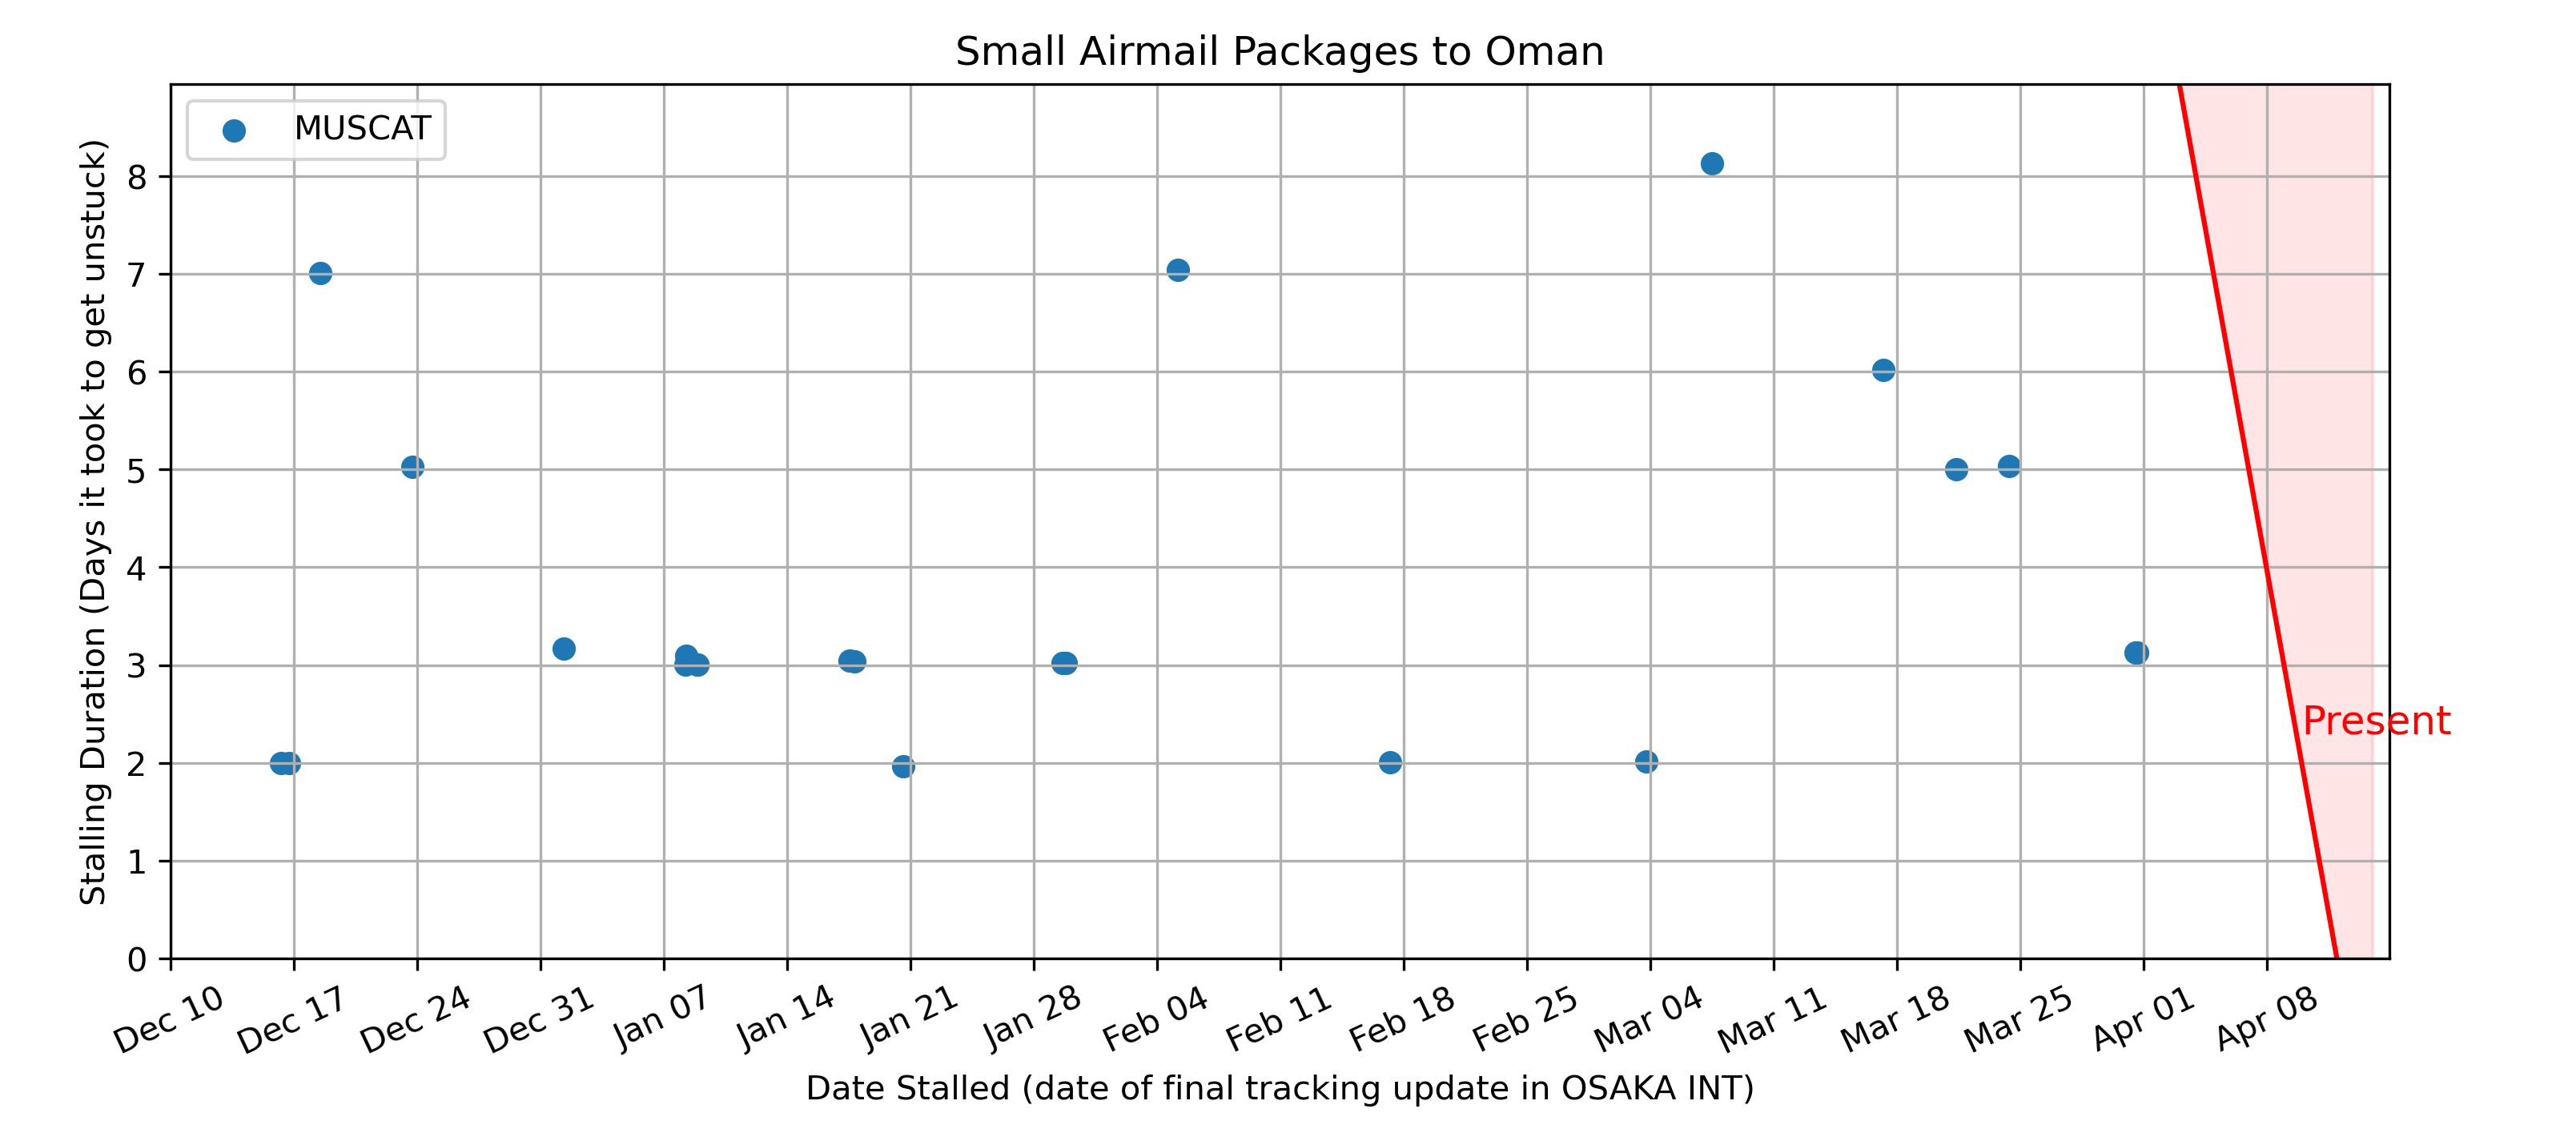 Small Airmail Packages to Oman
MUSCAT
Stalling Duration (Days it took to get unstuck)
8
7
6
5
4
3
2
1
0
Present
Dec 10 Dec 17 Dec 24 Dec 31 Jan 07 Jan 14 Jan 21 Jan 28 Feb 04 Feb 11 Feb 18 Feb 25 Mar 04 Mar 11 Mar 18 Mar 25 Apr 01 Apr 08
Date Stalled (date of final tracking update in OSAKA INT)